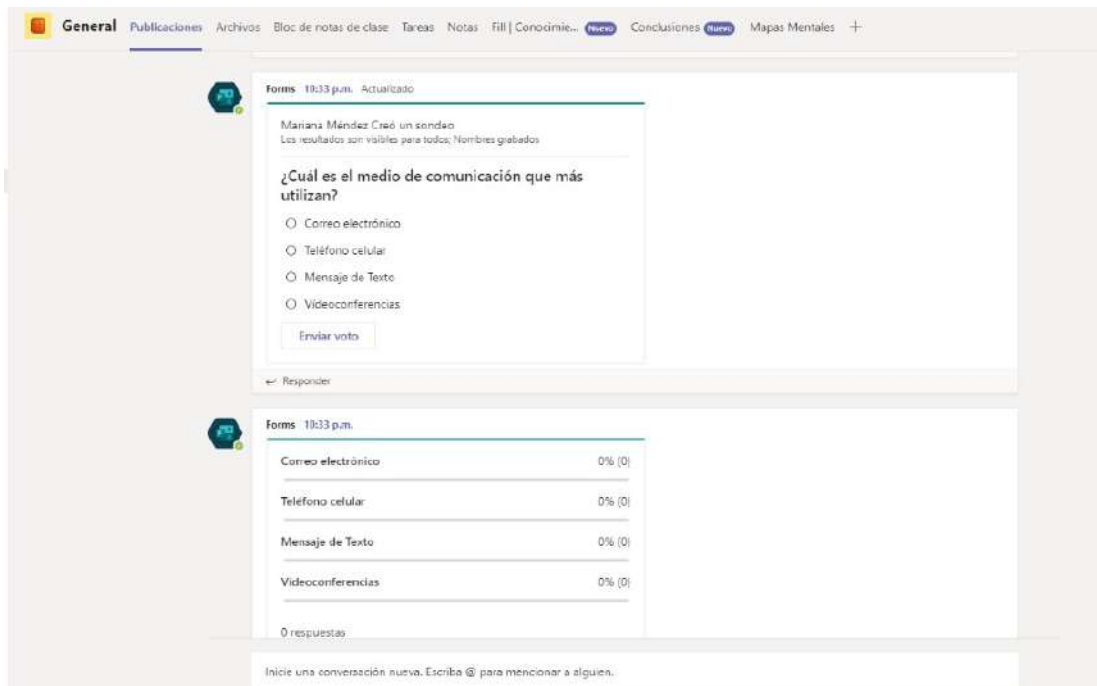 General Publicaciones Archivos Bloc de notas de clase Tareas Notas Fill | Conocimie... Nuevo Conclusiones Nuevo Mapas Mentales +
Forms 10:33 p.m. Actualizado
Mariana Méndez Creó un sondeo
Los resultados son visibles para todos; Nombres grabados
¿Cuál es el medio de comunicación que más
utilizan?
Correo electrónico
Teléfono celular
Mensaje de Texto
Videoconferencias
Enviar voto
Responder
Forms 10:33 p.m.
Correo electrónico 0% (0)
Teléfono celular 0% (0)
Mensaje de Texto 0% (0)
Videoconferencias 0% (0)
0 respuestas
Inicie una conversación nueva. Escriba @ para mencionar a alguien.